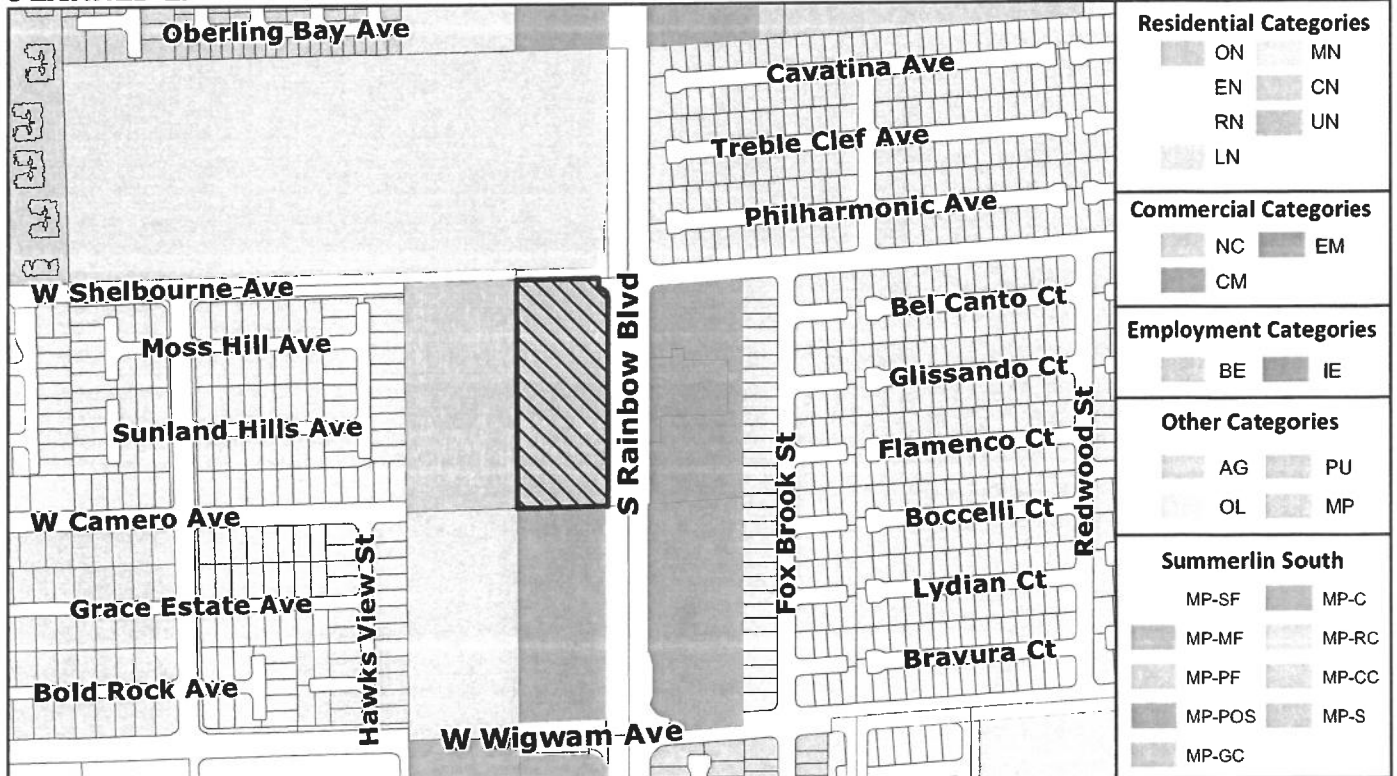 Oberling Bay Ave
Cavatina Ave
Treble Clef Ave
Philharmonic Ave
W Shelbourne Ave
Moss Hill Ave
Sunland Hills Ave
W Camero Ave
Grace Estate Ave
Bold Rock Ave
Hawks View St
S Rainbow Blvd
W Wigwam Ave
Fox Brook St
Bel Canto Ct
Glissando Ct
Flamenco Ct
Boccelli Ct
Lydian Ct
Bravura Ct
Redwood St
Residential Categories
ON MN
EN CN
RN UN
LN
Commercial Categories
NC EM
CM
Employment Categories
BE IE
Other Categories
AG PU
OL MP
Summerlin South
MP-SF MP-C
MP-MF MP-RC
MP-PF MP-CC
MP-POS MP-S
MP-GC